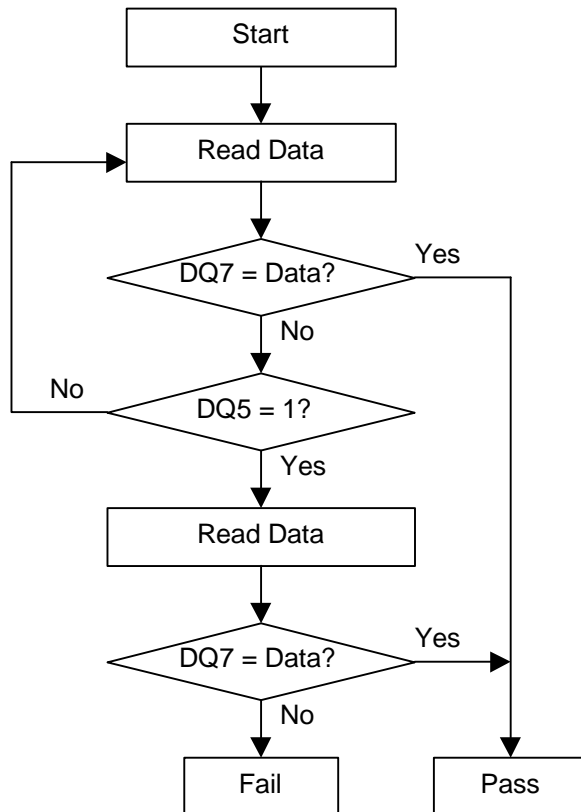 Start
Read Data
DQ7 = Data?
Yes
No
No
DQ5 = 1?
Yes
Read Data
DQ7 = Data?
Yes
No
Fail
Pass